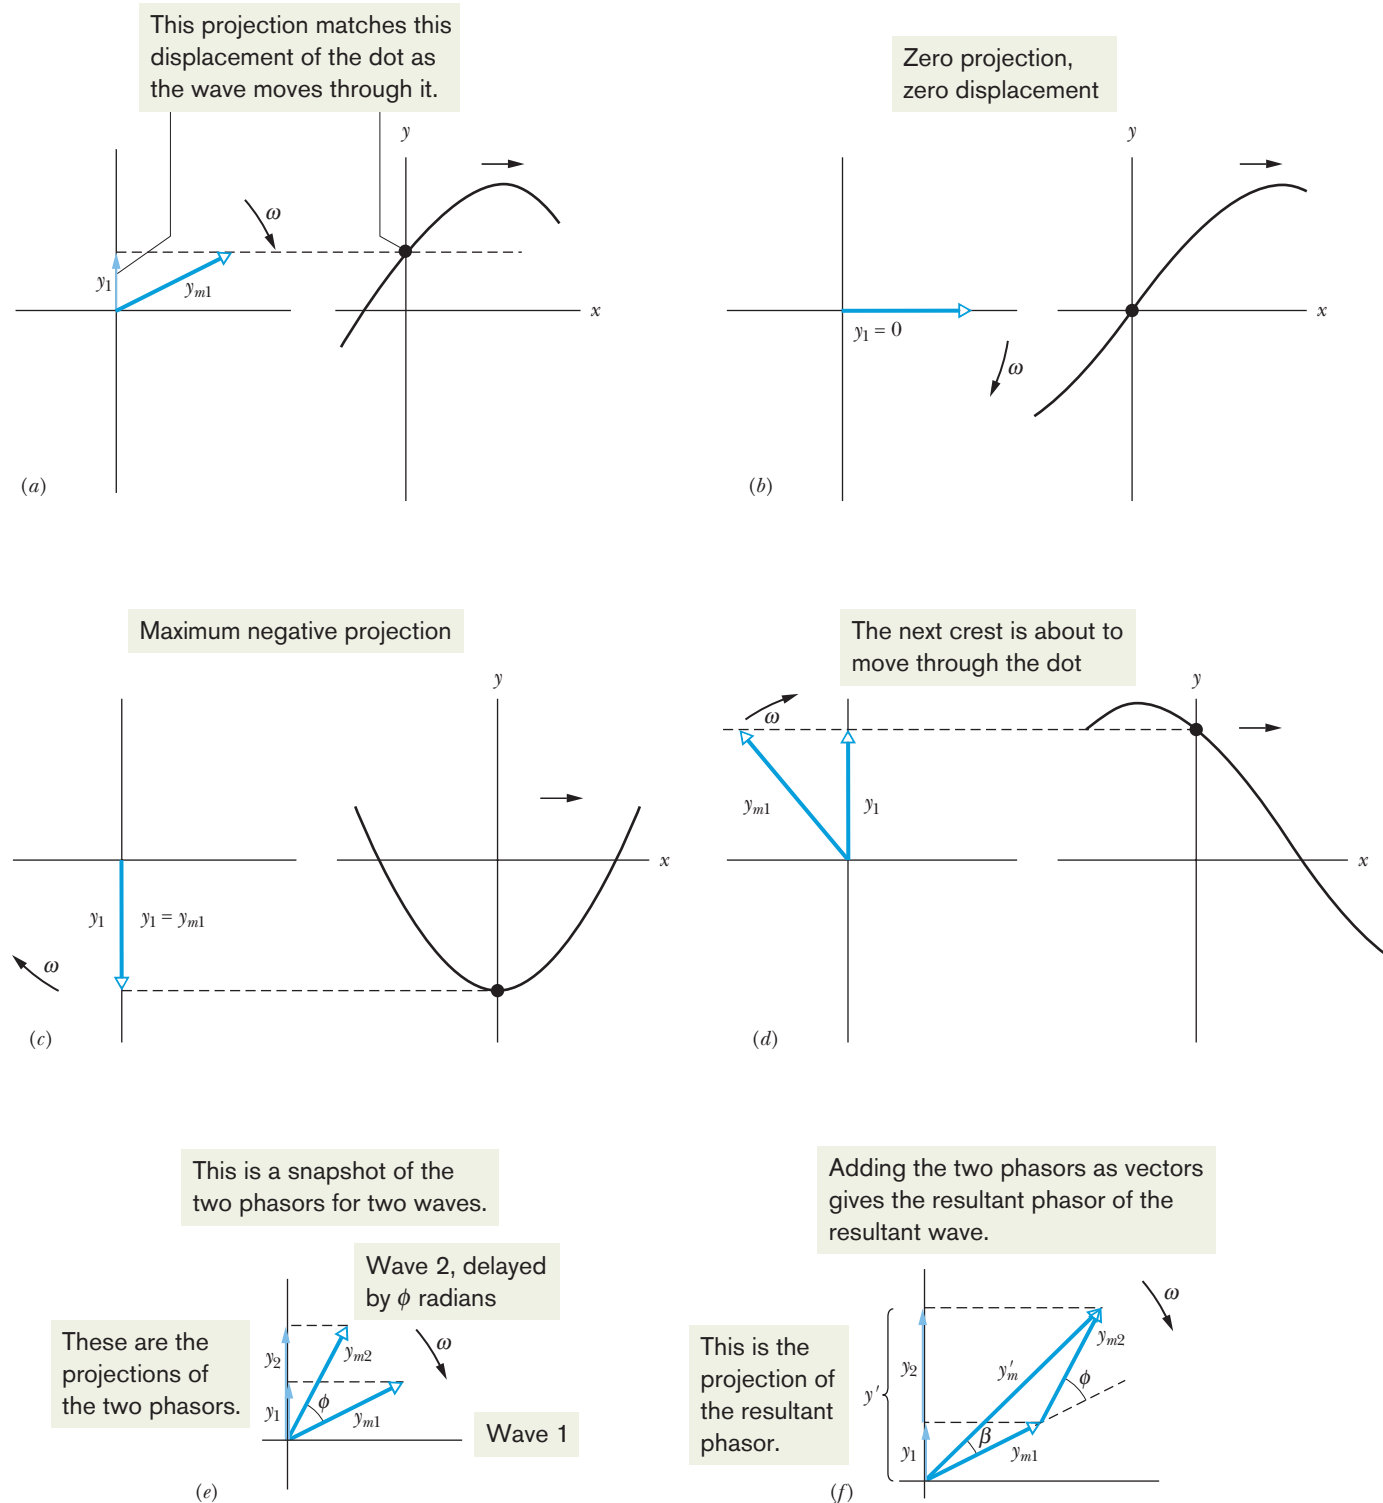 This projection matches this
displacement of the dot as
the wave moves through it.
y
ω
y1
ym1
x
(a)
Zero projection,
zero displacement
y
y1 = 0
ω
x
(b)
Maximum negative projection
y
x
y1
y1 = ym1
ω
(c)
The next crest is about to
move through the dot
y
ω
ym1
y1
x
(d)
This is a snapshot of the
two phasors for two waves.
Wave 2, delayed
by ϕ radians
These are the
projections of
the two phasors.
ω
y2
ym2
ϕ
y1
ym1
Wave 1
(e)
Adding the two phasors as vectors
gives the resultant phasor of the
resultant wave.
ω
This is the
projection of
the resultant
phasor.
ym2
y2
y′m
ϕ
y′
β
y1
ym1
(f)